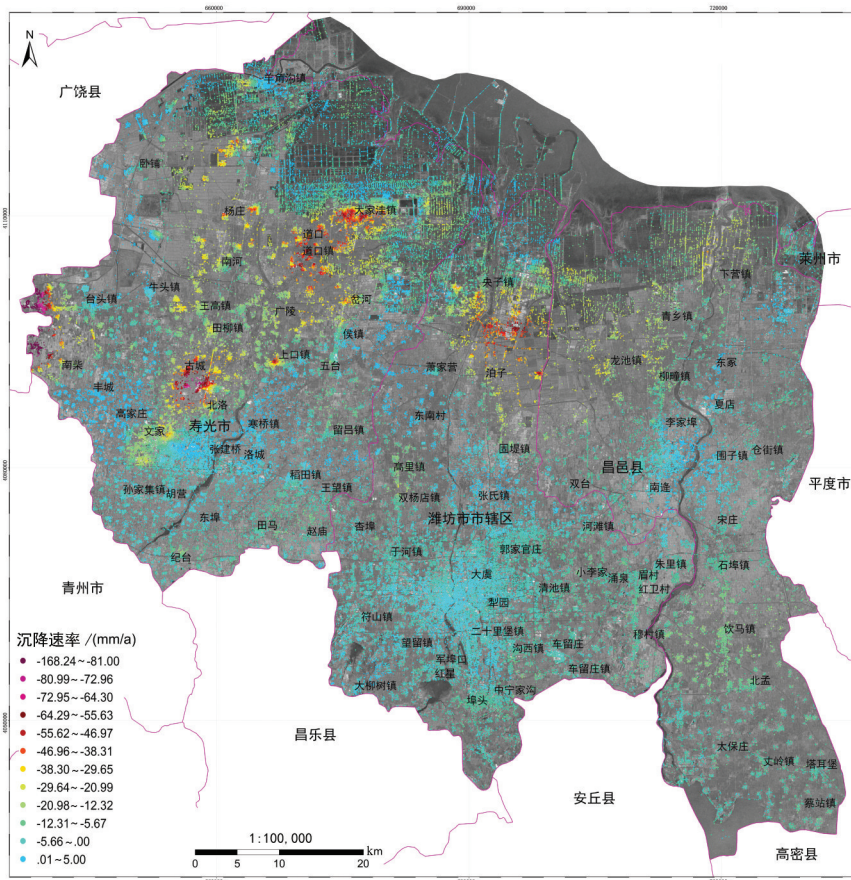 660000
690000
720000
N
广饶县
羊角沟镇
卧铺
杨庄
大家洼镇
4110000
道口
道口镇
南河
莱州市
央子镇
下营镇
牛头镇
台头镇
王高镇
广陵
岔河
青乡镇
田柳镇
侯镇
上口镇
五台
萧家营
泊子
龙池镇
东冢
南柴
古城
柳疃镇
丰城
高家庄
北洛
夏店
文家
寿光市
寒桥镇
留吕镇
东南村
李家埠
张建桥
洛城
固堤镇
昌邑县
围子镇
仓街镇
高里镇
稻田镇
王望镇
双杨店镇
张氏镇
双台
南逄
平度市
孙家集镇
胡营
东埠
田马
赵庙
杏埠
潍坊市市辖区
河滩镇
宋庄
纪台
于河镇
郭家官庄
朱里镇
石埠镇
青州市
大虞
小李家
涌泉
眉村
清池镇
红卫村
符山镇
犁园
饮马镇
望留镇
二十里堡镇
穆村镇
沟西镇
车留庄
军埠口
红星
车留庄镇
北孟
大柳树镇
中宁家沟
埠头
4050000
昌乐县
太保庄
丈岭镇
塔耳堡
安丘县
蔡站镇
高密县
沉降速率 /(mm/a)
-168.24~-81.00
-80.99~-72.96
-72.95~-64.30
-64.29~-55.63
-55.62~-46.97
-46.96~-38.31
-38.30~-29.65
-29.64~-20.99
-20.98~-12.32
-12.31~-5.67
-5.66~.00
.01~5.00
1:100,000
km
0 5 10 20